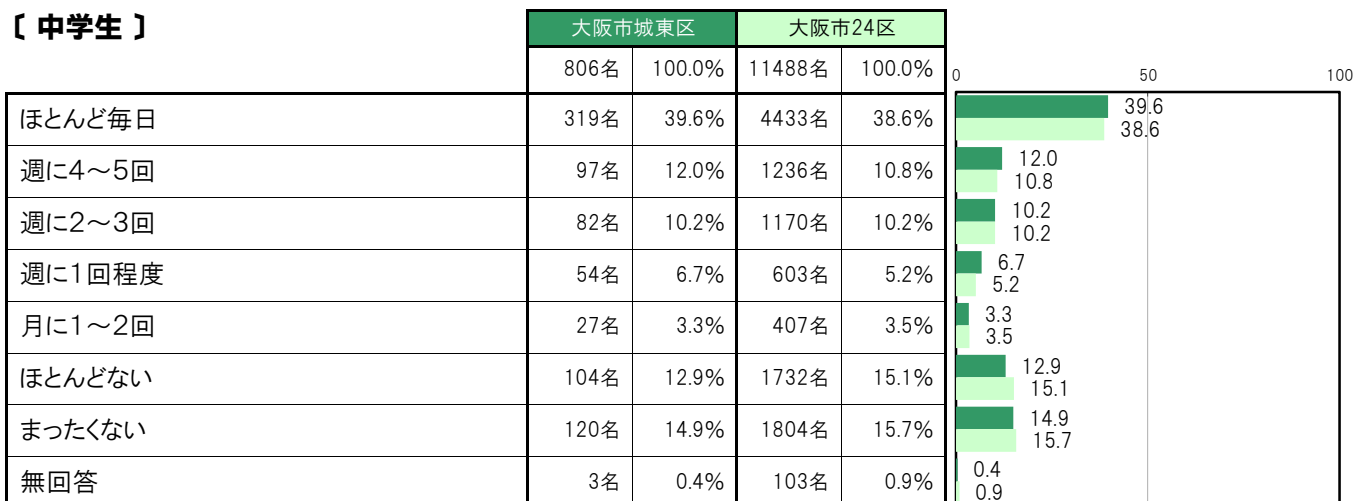 〔 中学生 〕
大阪市城東区 大阪市24区
806名 100.0% 11488名 100.0%
0 50 100
ほとんど毎日 319名 39.6% 4433名 38.6% 39.6
38.6
週に4～5回 97名 12.0% 1236名 10.8% 12.0
10.8
週に2～3回 82名 10.2% 1170名 10.2% 10.2
10.2
週に1回程度 54名 6.7% 603名 5.2% 6.7
5.2
月に1～2回 27名 3.3% 407名 3.5% 3.3
3.5
ほとんどない 104名 12.9% 1732名 15.1% 12.9
15.1
まったくない 120名 14.9% 1804名 15.7% 14.9
15.7
無回答 3名 0.4% 103名 0.9% 0.4
0.9